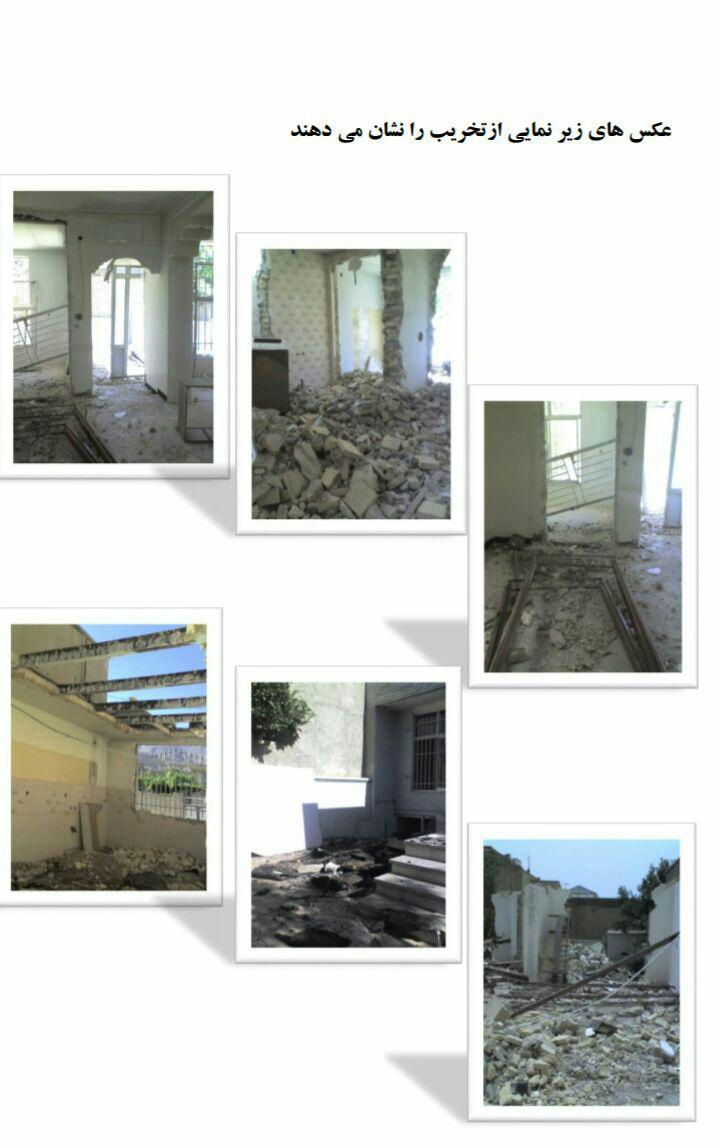 عکس های زیر نمایی ازتخریب را نشان می دهند